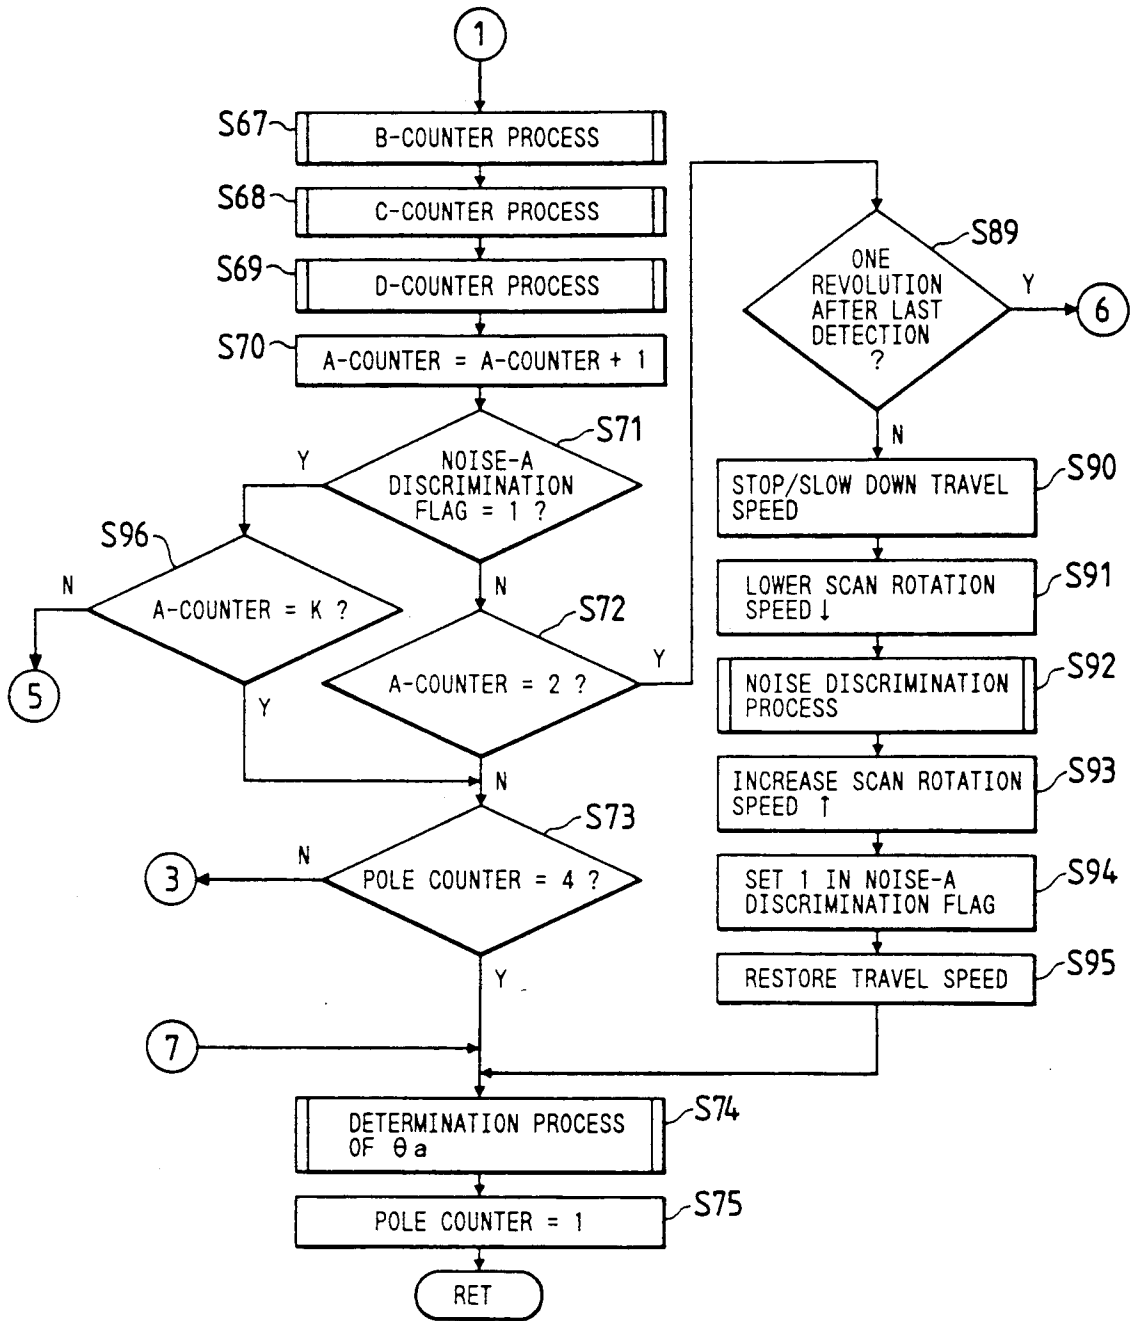 1
S67
B-COUNTER PROCESS
S68
C-COUNTER PROCESS
S69
D-COUNTER PROCESS
S70
A-COUNTER = A-COUNTER + 1
S71
NOISE-A
DISCRIMINATION
FLAG = 1 ?
Y
N
S96
A-COUNTER = K ?
N
Y
5
S72
A-COUNTER = 2 ?
Y
N
S73
POLE COUNTER = 4 ?
N
Y
3
7
S89
ONE
REVOLUTION
AFTER LAST
DETECTION
?
Y
N
6
S90
STOP/SLOW DOWN TRAVEL
SPEED
S91
LOWER SCAN ROTATION
SPEED ↓
S92
NOISE DISCRIMINATION
PROCESS
S93
INCREASE SCAN ROTATION
SPEED ↑
S94
SET 1 IN NOISE-A
DISCRIMINATION FLAG
S95
RESTORE TRAVEL SPEED
S74
DETERMINATION PROCESS
OF θa
S75
POLE COUNTER = 1
RET